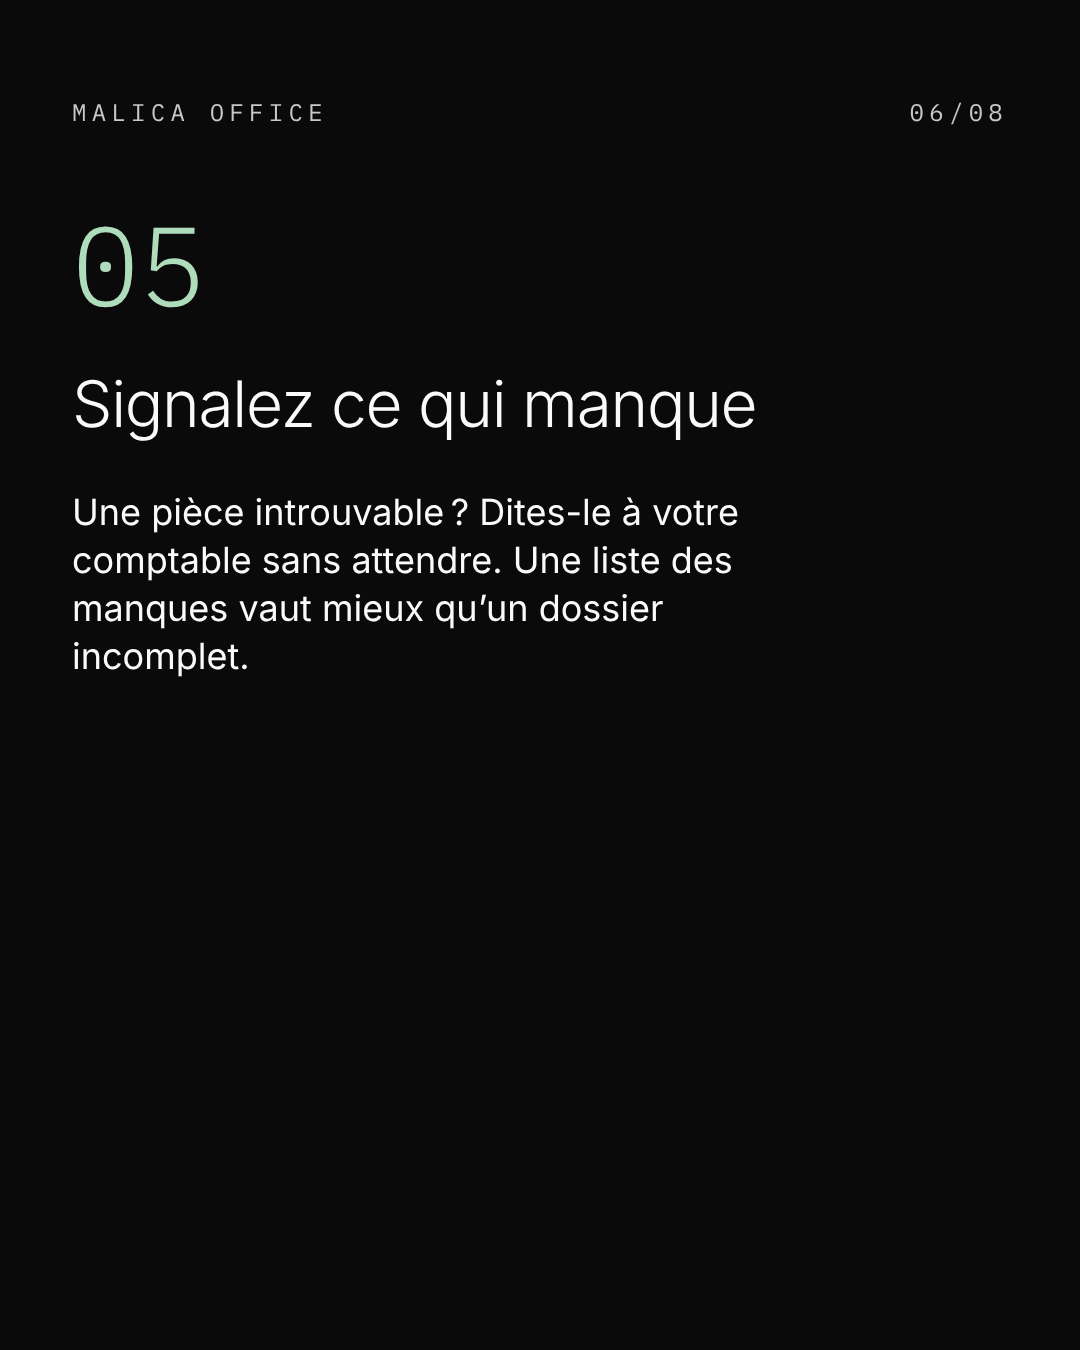 MALICA OFFICE
06/08
05
Signalez ce qui manque
Une pièce introuvable ? Dites-le à votre
comptable sans attendre. Une liste des
manques vaut mieux qu’un dossier
incomplet.